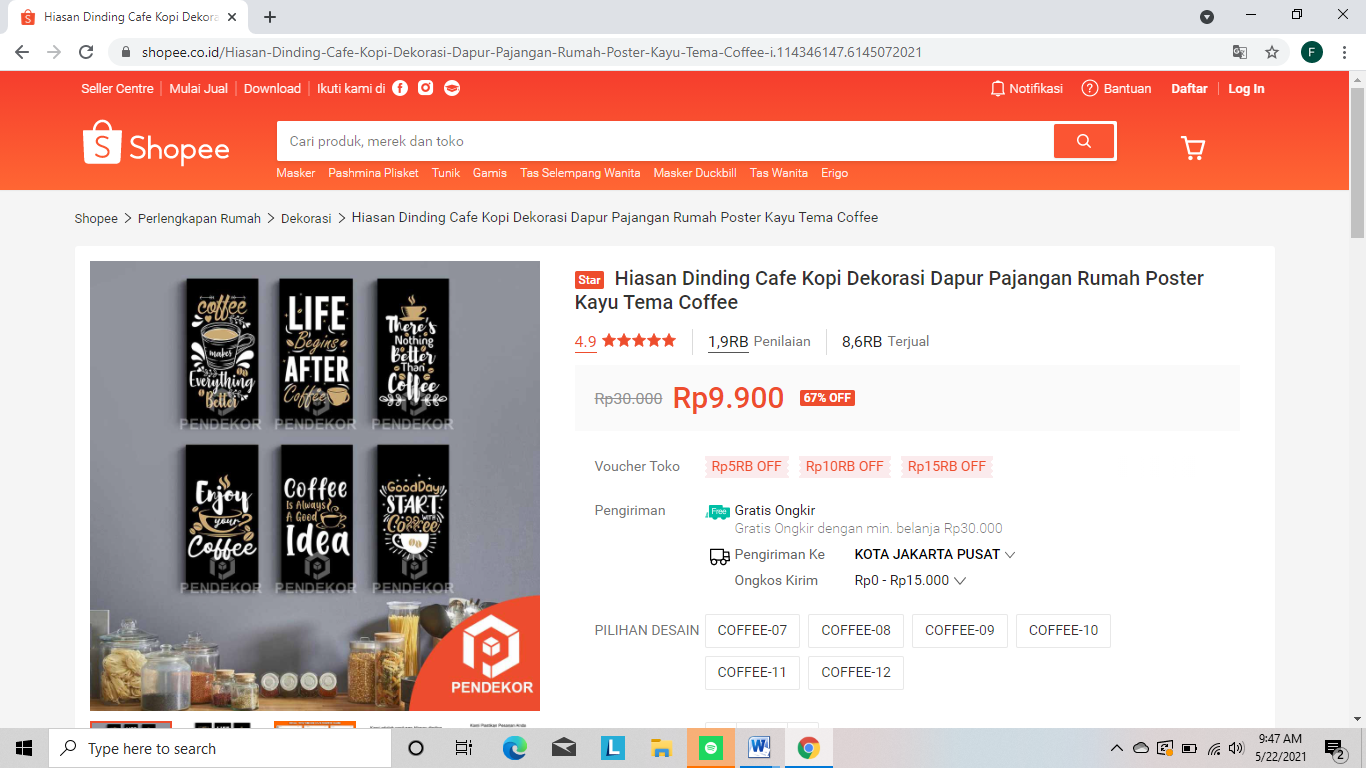 Hiasan Dinding Cafe Kopi Dekora
shopee.co.id/Hiasan-Dinding-Cafe-Kopi-Dekorasi-Dapur-Pajangan-Rumah-Poster-Kayu-Tema-Coffee-i.114346147.6145072021
F
Seller Centre Mulai Jual Download Ikuti kami di
Notifikasi Bantuan Daftar Log In
Shopee
Cari produk, merek dan toko
Masker Pashmina Plisket Tunik Gamis Tas Selempang Wanita Masker Duckbill Tas Wanita Erigo
Shopee > Perlengkapan Rumah > Dekorasi > Hiasan Dinding Cafe Kopi Dekorasi Dapur Pajangan Rumah Poster Kayu Tema Coffee
coffee
makes
Everything
Better
PENDEKOR
LIFE
Begins
AFTER
Coffee
PENDEKOR
There's
Nothing
Better
Than
Coffee
PENDEKOR
Enjoy
your
Coffee
PENDEKOR
Coffee
Is Always
A Good
Idea
PENDEKOR
GoodDay
START
WITH
Coffee
PENDEKOR
PENDEKOR
Star Hiasan Dinding Cafe Kopi Dekorasi Dapur Pajangan Rumah Poster
Kayu Tema Coffee
4.9 1,9RB Penilaian 8,6RB Terjual
Rp30.000 Rp9.900 67% OFF
Voucher Toko Rp5RB OFF Rp10RB OFF Rp15RB OFF
Pengiriman Free Gratis Ongkir
Gratis Ongkir dengan min. belanja Rp30.000
Pengiriman Ke KOTA JAKARTA PUSAT
Ongkos Kirim Rp0 - Rp15.000
PILIHAN DESAIN COFFEE-07 COFFEE-08 COFFEE-09 COFFEE-10
COFFEE-11 COFFEE-12
Type here to search
L
W
9:47 AM
5/22/2021
2